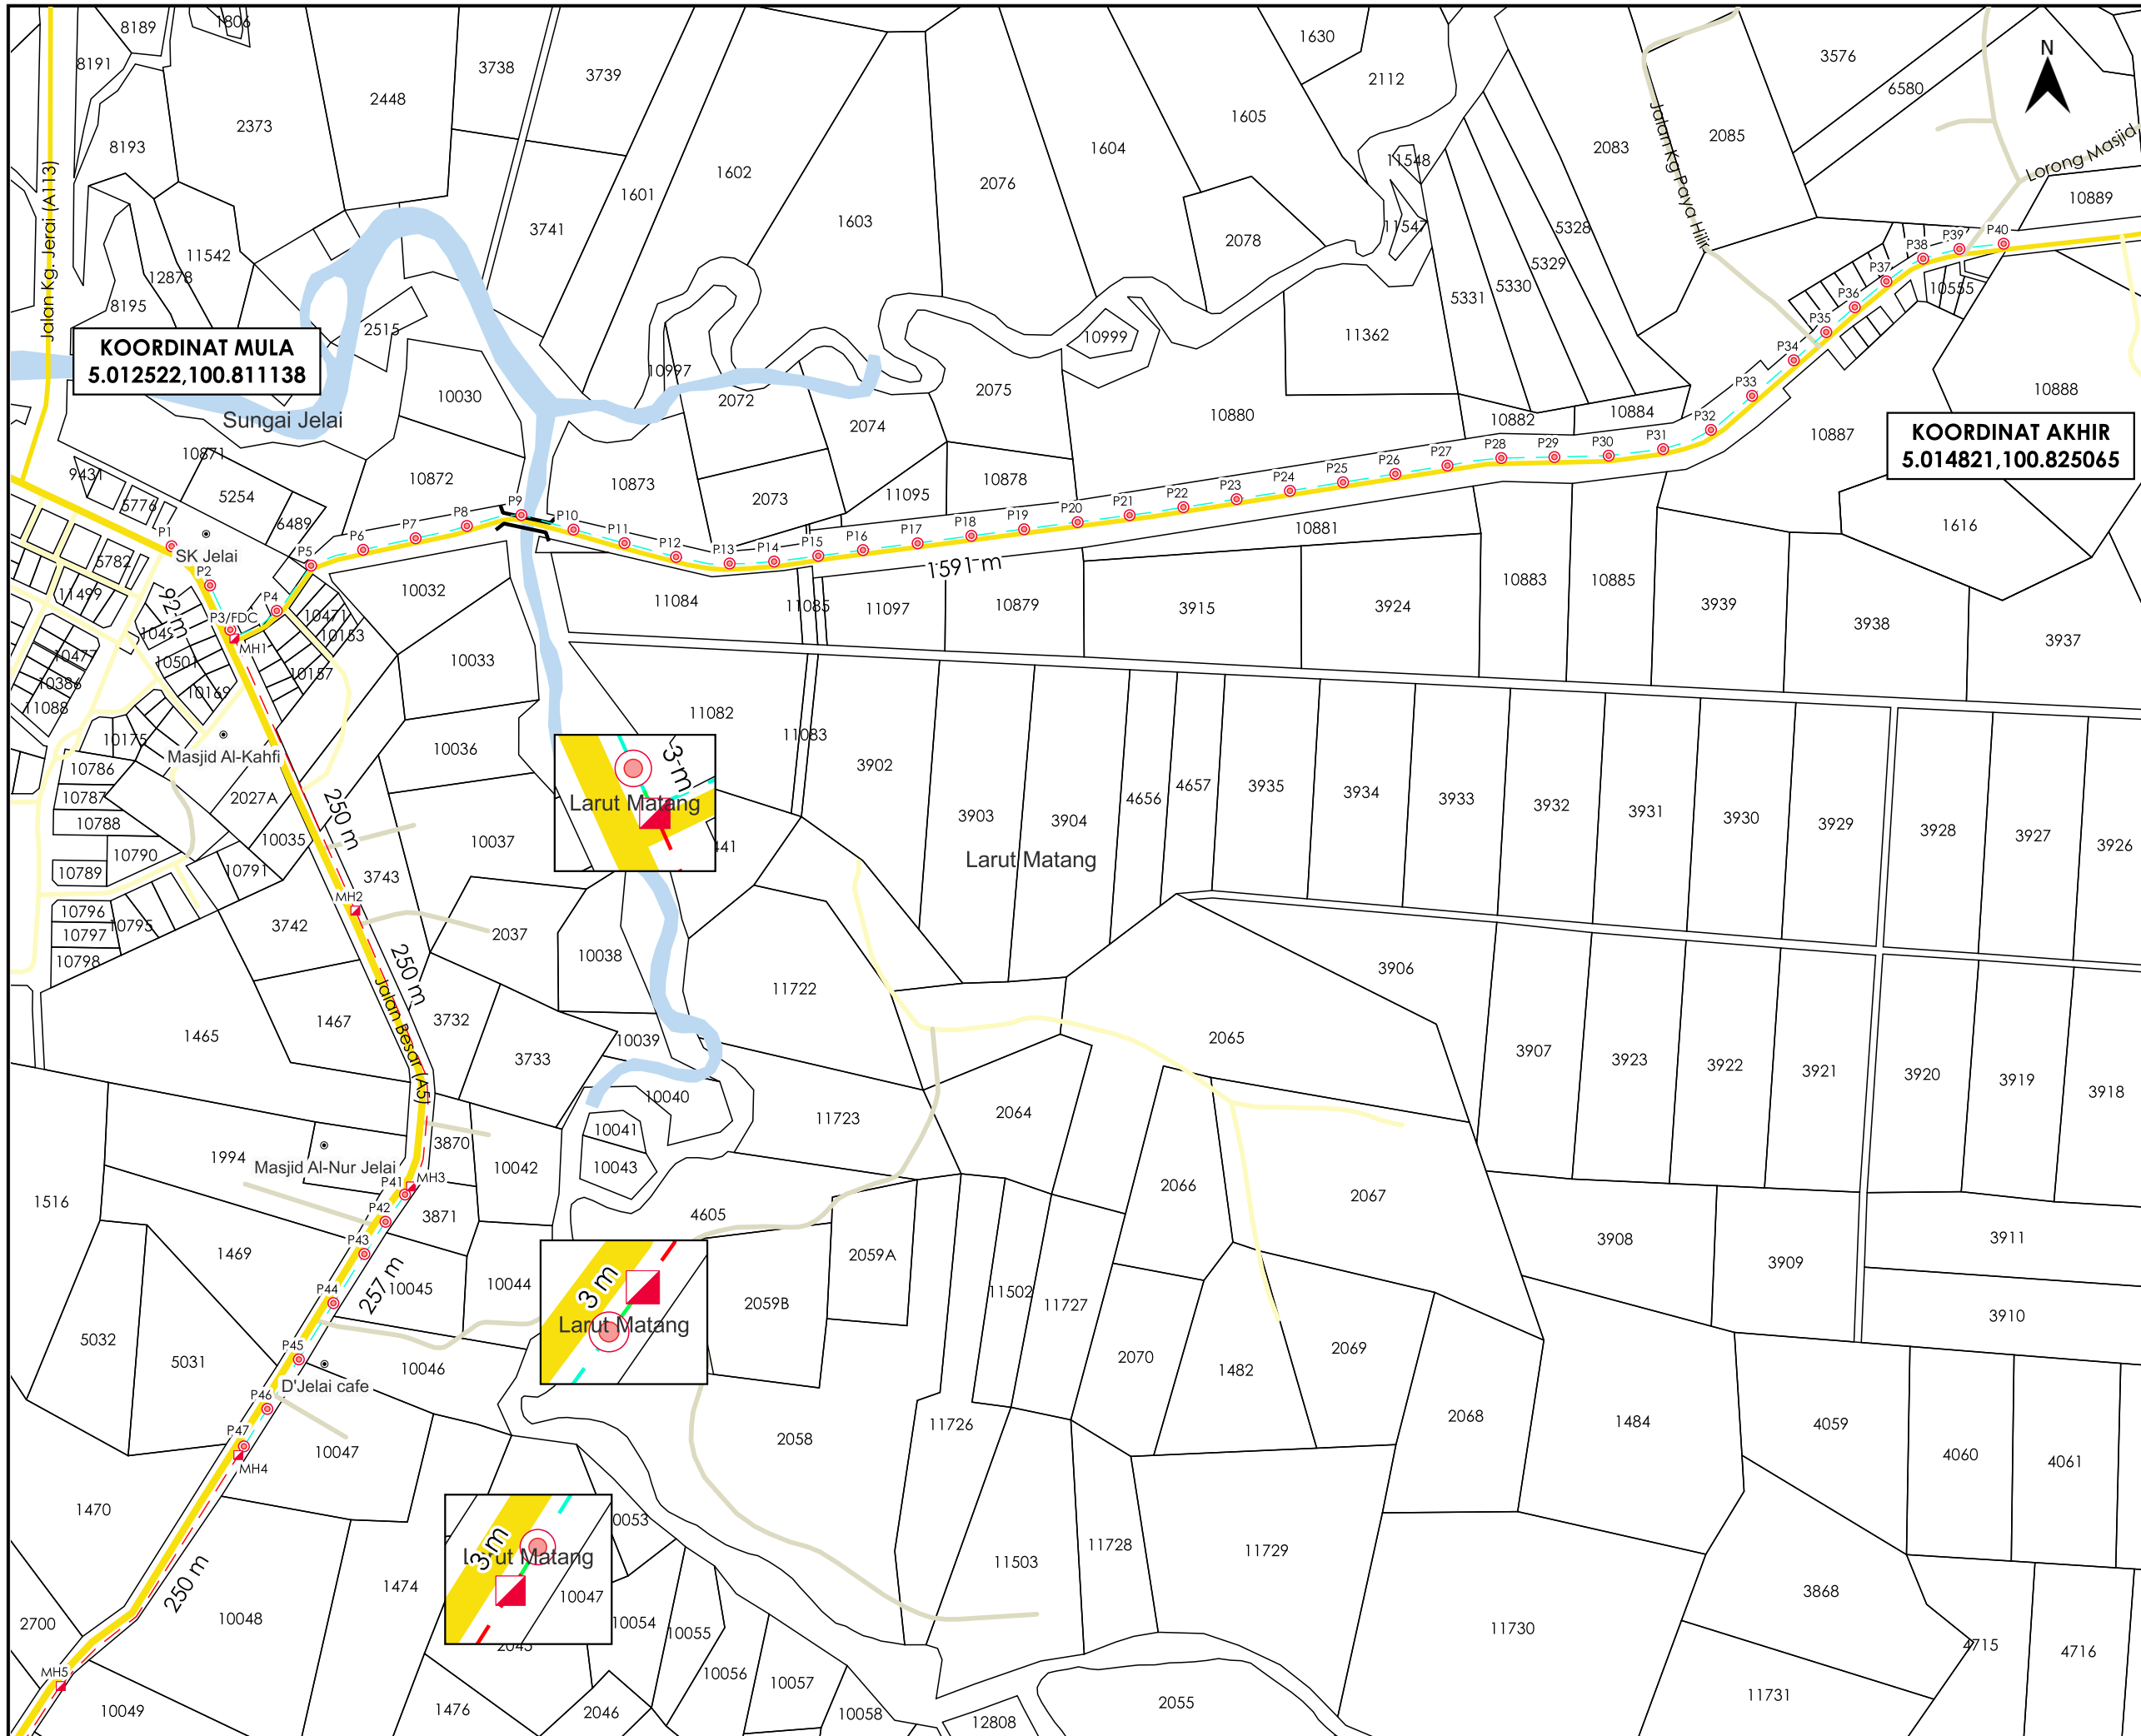 8189
1806
3738
3739
1630
2112
3576
6580
N
8191
2448
2373
1605
Jalan Kg Paya Hilir
2083
2085
Lorong Masjid
8193
1602
1604
11548
2076
10889
Jalan Kg. Jerai (A113)
1601
1603
3741
2078
11547
5328
11542
12878
5329
P40
P39
P38
P37
5330
5331
10555
P36
8195
2515
11362
10999
P35
P34
KOORDINAT MULA
5.012522,100.811138
10997
2072
2075
10030
P33
10888
Sungai Jelai
10880
10882
10884
P32
10887
KOORDINAT AKHIR
5.014821,100.825065
2074
10871
9431
5254
10872
10873
2073
11095
10878
P31
P30
P29
P28
P27
P26
P25
P24
P23
P22
P21
P20
P19
P18
P17
P16
P15
P14
P13
P12
P11
P10
P9
P8
P7
P6
P5
5776
6489
P1
SK Jelai
10881
1616
1591 m
5782
P2
11499
92 m
P3/FDC
P4
MH1
10471
10153
10157
10032
11084
11085
11097
10879
3915
3924
10883
10885
3939
3938
3937
10477
10501
10386
10169
11088
10033
10175
Masjid Al-Kahfi
10036
11082
11083
3902
10786
10787
10788
2027A
10035
250 m
10790
10789
10791
10037
3743
3 m
Larut Matang
441
3903
3904
4656
4657
3935
3934
3933
3932
3931
3930
3929
3928
3927
3926
Larut Matang
MH2
10796
10795
10797
10798
3742
2037
10038
250 m
11722
3906
Jalan Besar (A5)
1465
1467
3732
3733
10039
2065
3907
3923
3922
3921
3920
3919
3918
10040
10041
10043
11723
2064
1994
Masjid Al-Nur Jelai
3870
10042
P41
MH3
1516
P42
3871
4605
2066
2067
1469
P43
10045
10044
257 m
2059A
3908
3909
3911
3910
P44
3 m
Larut Matang
2059B
11502
11727
5032
5031
P45
10046
D'Jelai cafe
P46
2070
1482
2069
P47
10047
MH4
2058
11726
2068
1484
4059
4060
4061
1470
3 m
Larut Matang
10047
10053
250 m
1474
10048
10054
10055
11503
11728
11729
3868
2700
2045
11730
4715
4716
MH5
10056
10057
10049
1476
2046
10058
12808
2055
11731